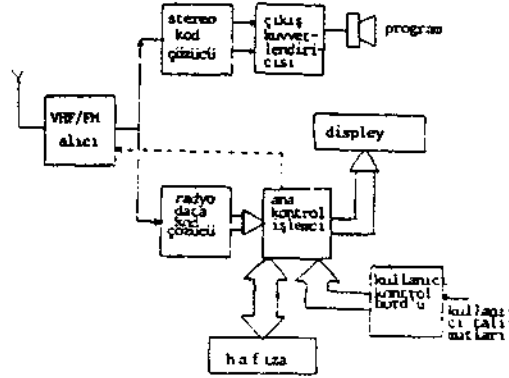 stereo
kod
çözücü
çıkış
kuvvet-
lendiri-
cisi
program
VHF/FM
alıcı
displey
radyo
data
kod
çözücü
ana
kontrol
işlemci
kullanıcı
kontrol
bordu
kullanı-
cı tali
matları
hafıza